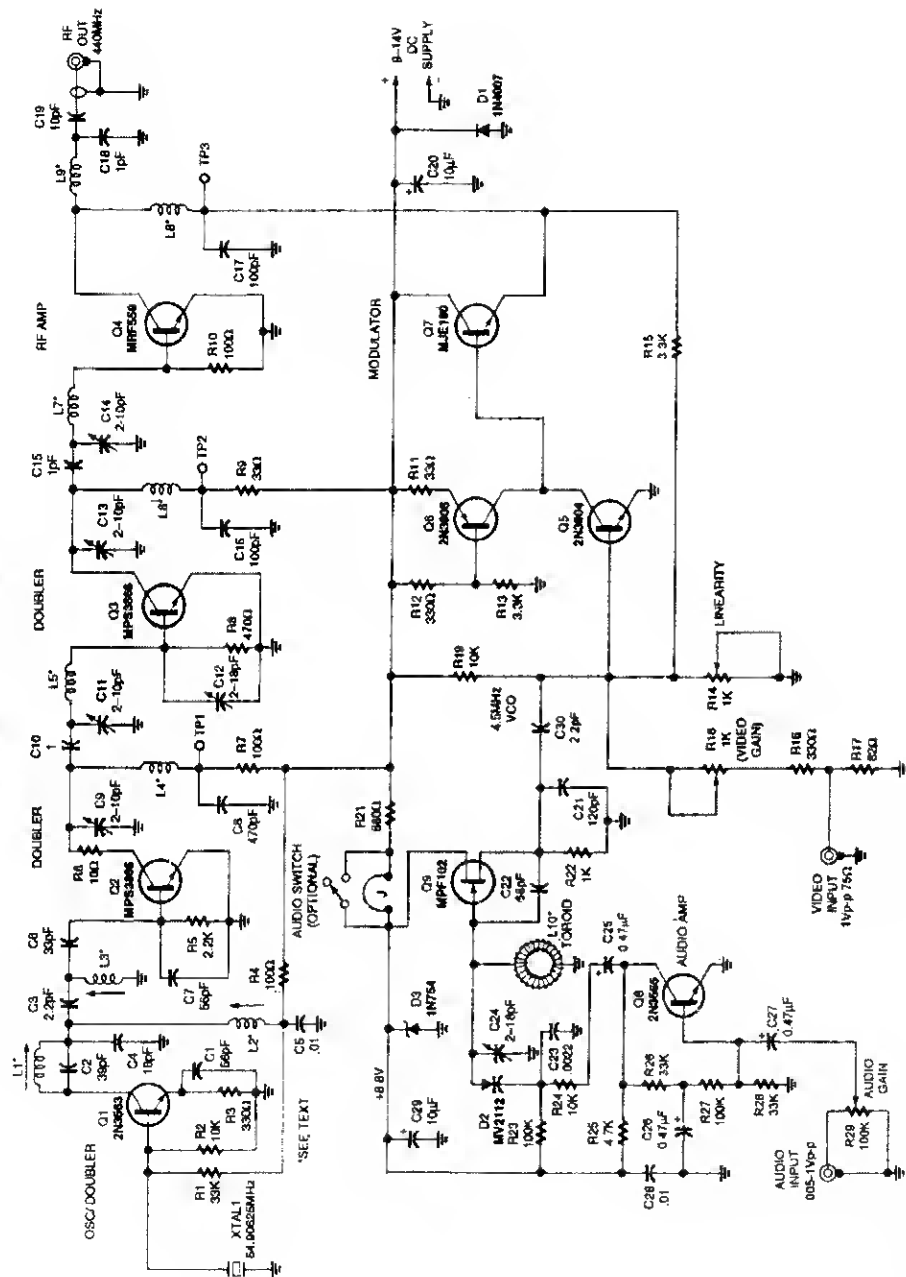 OSC/ DOUBLER
XTAL1
54.90625MHz
R1
33K
R2
10K
R3
330Ω
C1
56pF
Q1
2N3563
L1*
C2
39pF
C4
18pF
L2*
C5
.01
R4
100Ω
*SEE TEXT
C3
2.2pF
L3*
C6
33pF
C7
56pF
R5
2.2K
DOUBLER
Q2
MPS3866
R6
10Ω
C9
2–10pF
L4*
TP1
C8
470pF
R7
100Ω
C10
C11
2–10pF
L5*
C12
2–18pF
R8
470Ω
DOUBLER
Q3
MPS3866
C13
2–10pF
L6*
TP2
C16
100pF
R9
33Ω
C15
1pF
C14
2-10pF
L7*
RF AMP
Q4
MRF559
R10
100Ω
L8*
TP3
C17
100pF
L9*
C18
1pF
C19
10pF
RF
OUT
440MHz
AUDIO SWITCH
(OPTIONAL)
J
R21
680Ω
R19
10K
4.5MHz
VCO
C30
2.2pF
R12
330Ω
R13
3.3K
R11
33Ω
Q6
2N3906
Q5
2N3904
MODULATOR
Q7
MJE180
R15
3.3K
C20
10µF
D1
1N4007
9–14V
DC
SUPPLY
+
-
+8.8V
C29
10µF
D3
1N754
D2
MV2112
C24
2–18pF
C23
.0022
R23
100K
R24
10K
L10*
TOROID
Q9
MPF102
C22
56pF
R22
1K
C21
120pF
C25
0.47µF
R25
4.7K
C28
.01
C26
0.47µF
R26
33K
R27
100K
R28
33K
Q8
2N3565
AUDIO AMP
C27
0.47µF
AUDIO
GAIN
R29
100K
AUDIO
INPUT
005-1Vp-p
LINEARITY
R14
1K
R18
1K
(VIDEO
GAIN)
R16
330Ω
R17
82Ω
VIDEO
INPUT
1Vp-p 75Ω